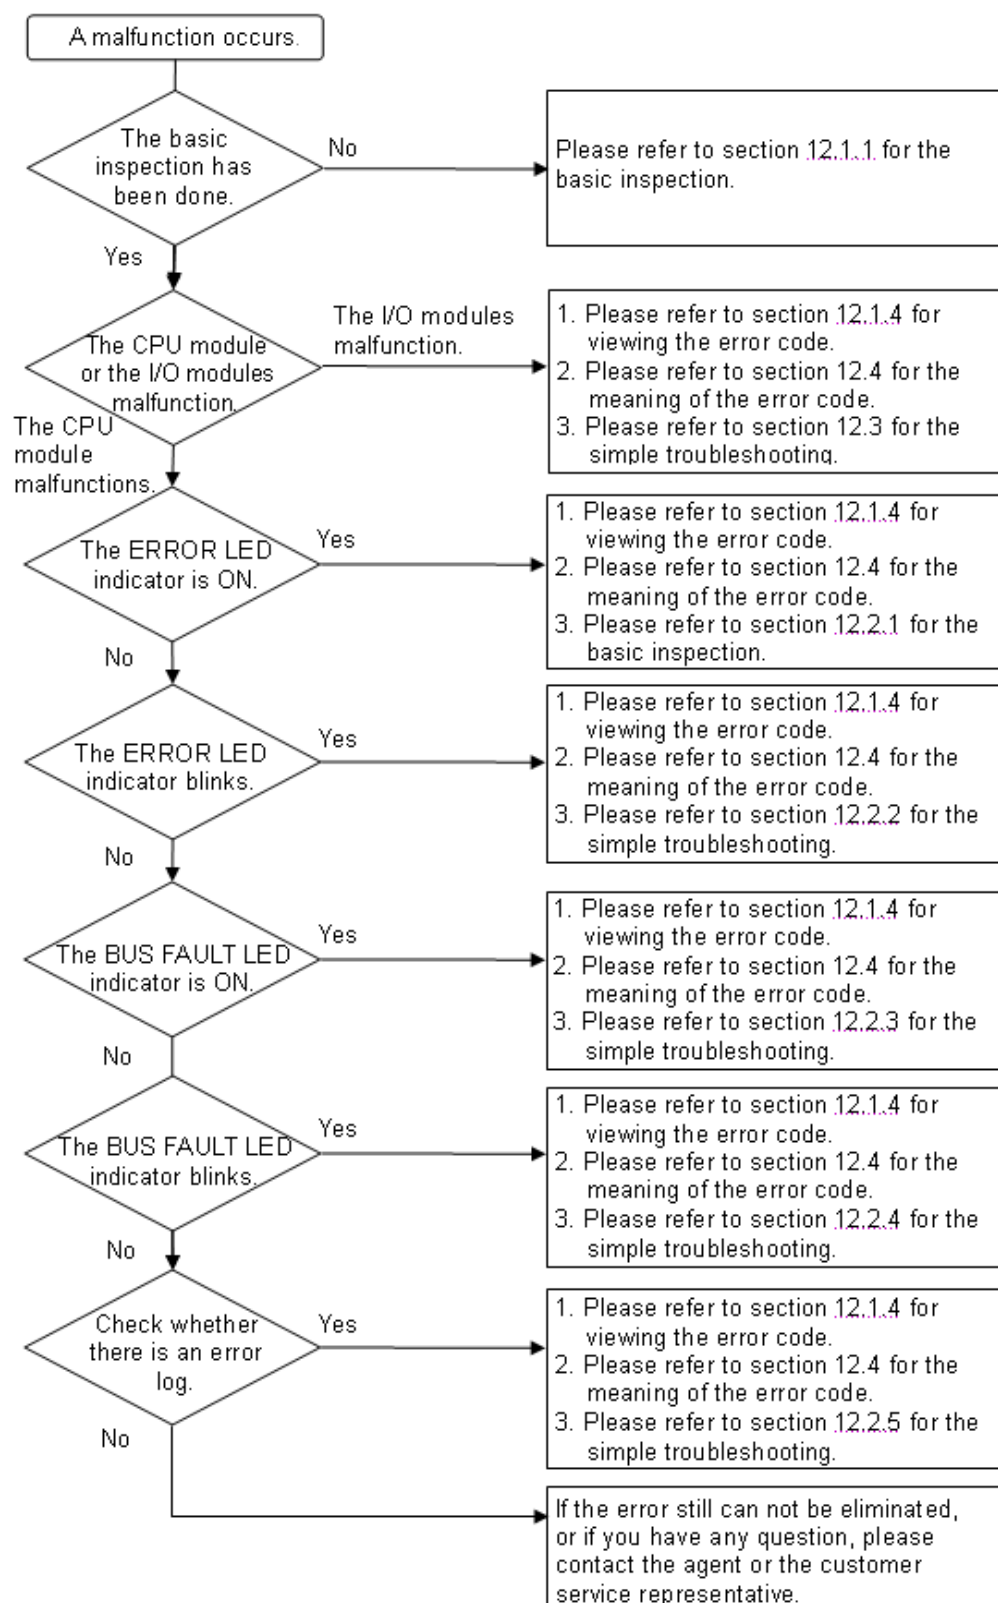 A malfunction occurs.
The basic
inspection has
been done.
No
Please refer to section 12.1.1 for the
basic inspection.
Yes
The CPU module
or the I/O modules
malfunction.
The I/O modules
malfunction.
1. Please refer to section 12.1.4 for
viewing the error code.
2. Please refer to section 12.4 for the
meaning of the error code.
3. Please refer to section 12.3 for the
simple troubleshooting.
The CPU
module
malfunctions.
The ERROR LED
indicator is ON.
Yes
1. Please refer to section 12.1.4 for
viewing the error code.
2. Please refer to section 12.4 for the
meaning of the error code.
3. Please refer to section 12.2.1 for the
basic inspection.
No
The ERROR LED
indicator blinks.
Yes
1. Please refer to section 12.1.4 for
viewing the error code.
2. Please refer to section 12.4 for the
meaning of the error code.
3. Please refer to section 12.2.2 for the
simple troubleshooting.
No
The BUS FAULT LED
indicator is ON.
Yes
1. Please refer to section 12.1.4 for
viewing the error code.
2. Please refer to section 12.4 for the
meaning of the error code.
3. Please refer to section 12.2.3 for the
simple troubleshooting.
No
The BUS FAULT LED
indicator blinks.
Yes
1. Please refer to section 12.1.4 for
viewing the error code.
2. Please refer to section 12.4 for the
meaning of the error code.
3. Please refer to section 12.2.4 for the
simple troubleshooting.
No
Check whether
there is an error
log.
Yes
1. Please refer to section 12.1.4 for
viewing the error code.
2. Please refer to section 12.4 for the
meaning of the error code.
3. Please refer to section 12.2.5 for the
simple troubleshooting.
No
If the error still can not be eliminated,
or if you have any question, please
contact the agent or the customer
service representative.